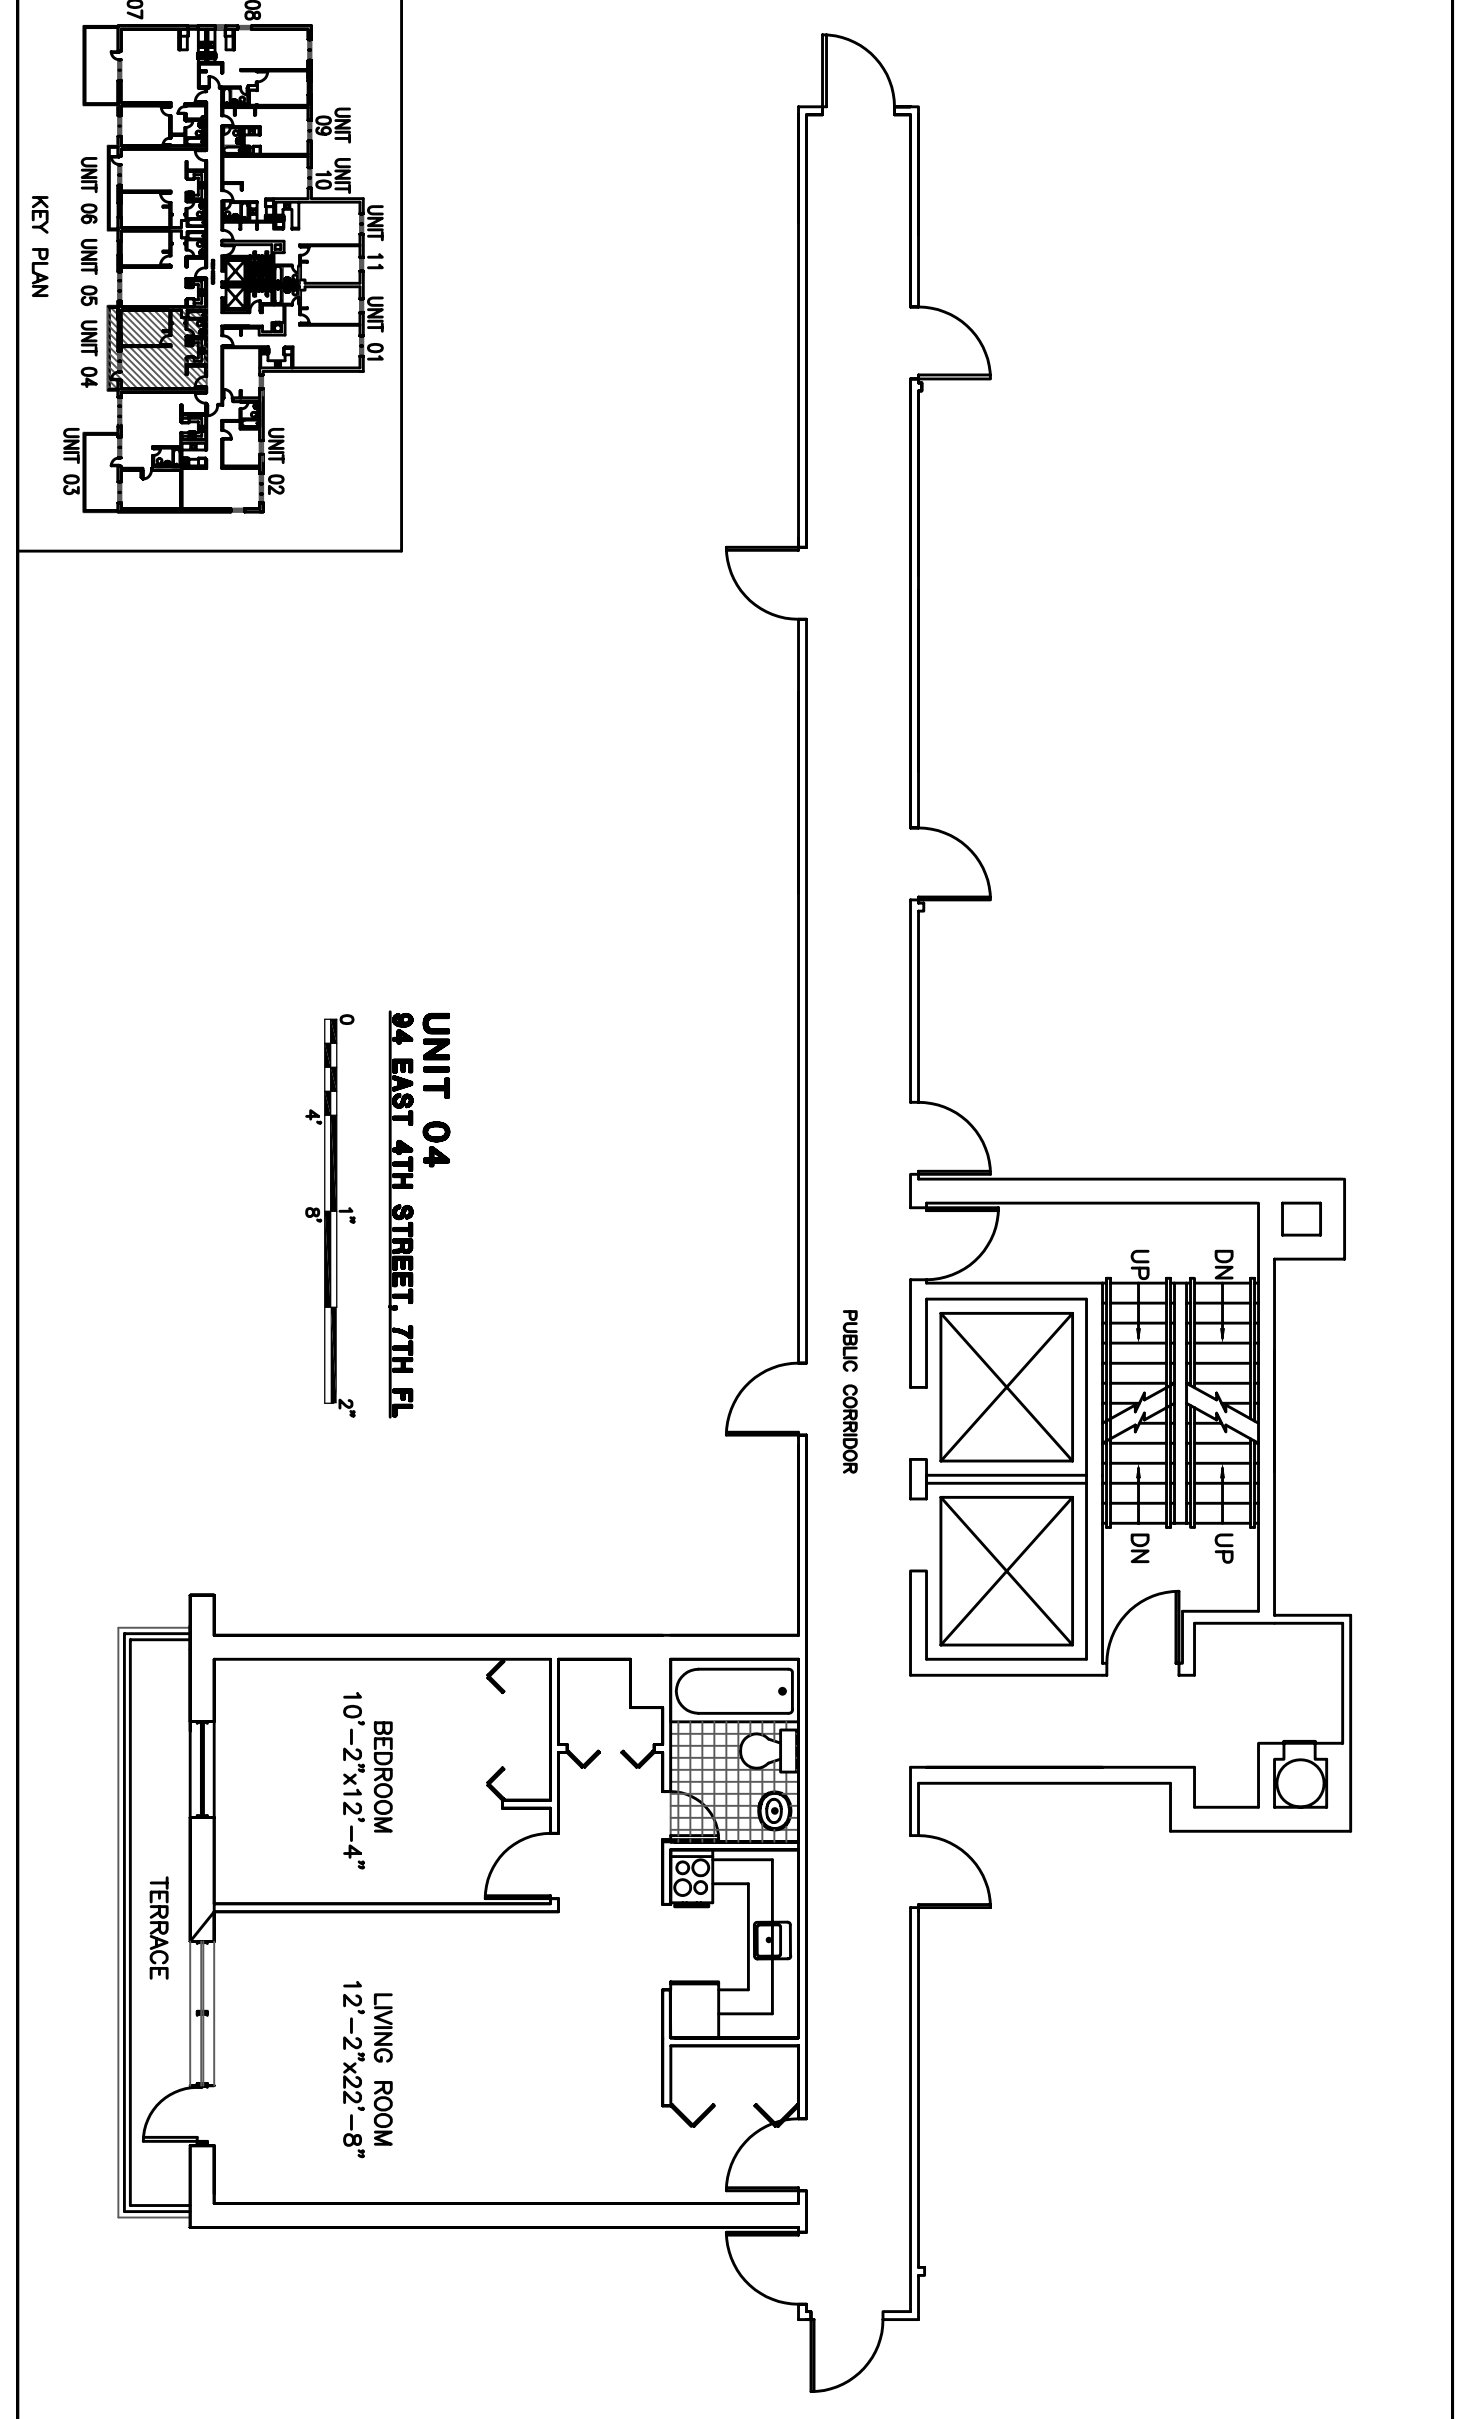 UNIT 04
94 EAST 4TH STREET, 7TH FL
0
1"
2"
4'
8'
PUBLIC CORRIDOR
DN
UP
UP
DN
BEDROOM
10'-2"x12'-4"
LIVING ROOM
12'-2"x22'-8"
TERRACE
08
07
UNIT 09
UNIT 10
UNIT 11
UNIT 01
UNIT 02
UNIT 06
UNIT 05
UNIT 04
UNIT 03
KEY PLAN